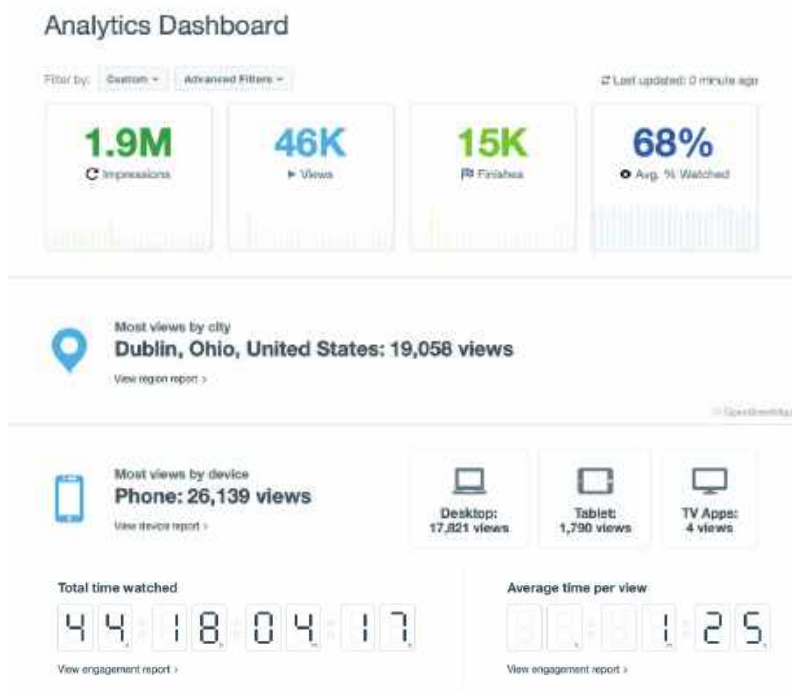 Analytics Dashboard
Filter by: Custom Advanced Filters
Last updated: 0 minute ago
1.9M
Impressions
46K
Views
15K
Finishes
68%
Avg. % Watched
Most views by city
Dublin, Ohio, United States: 19,058 views
View region report >
© OpenStreetMap
Most views by device
Phone: 26,139 views
View device report >
Desktop:
17,821 views
Tablet:
1,790 views
TV Apps:
4 views
Total time watched
44:18:04:17
View engagement report >
Average time per view
1:25
View engagement report >